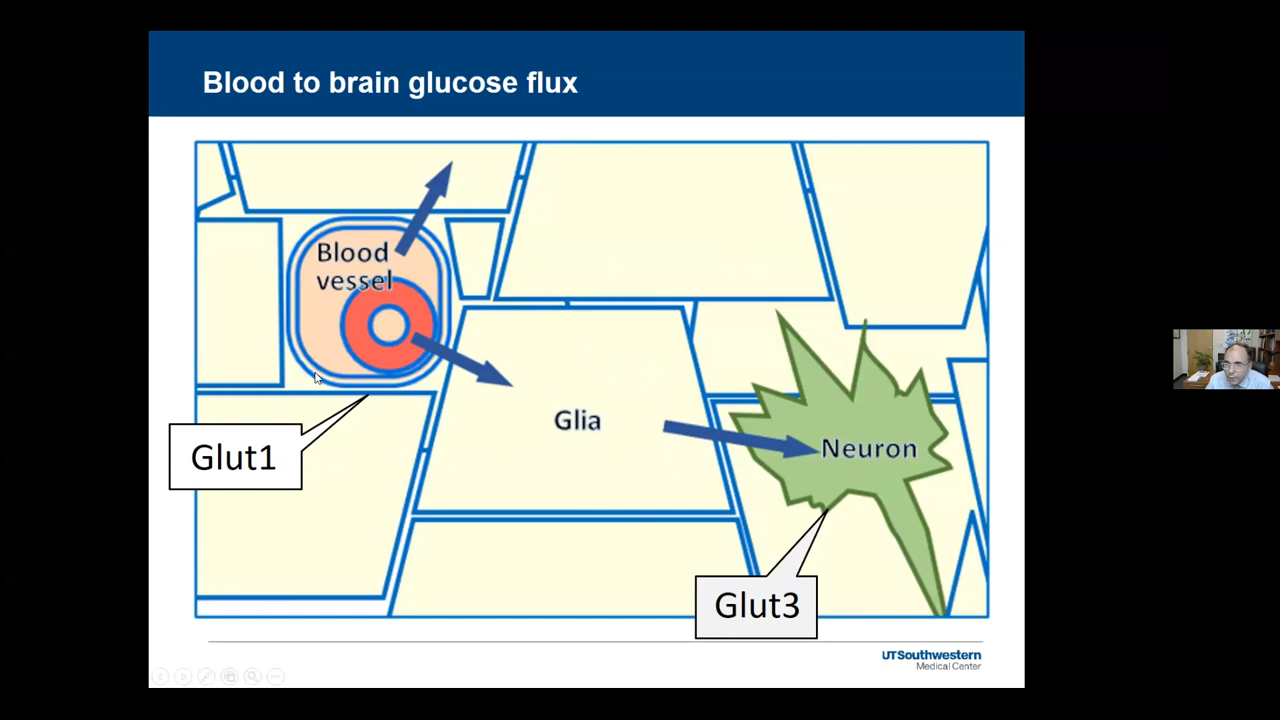 Blood to brain glucose flux
Blood
vessel
Glut1
Glia
Neuron
Glut3
UTSouthwestern
Medical Center